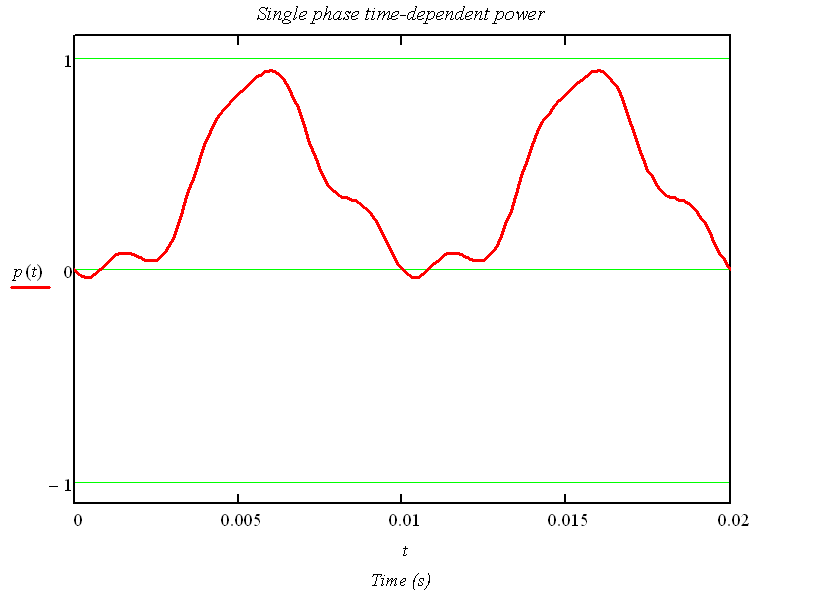 Single phase time-dependent power
1
p(t)
0
− 1
0
0.005
0.01
0.015
0.02
t
Time (s)